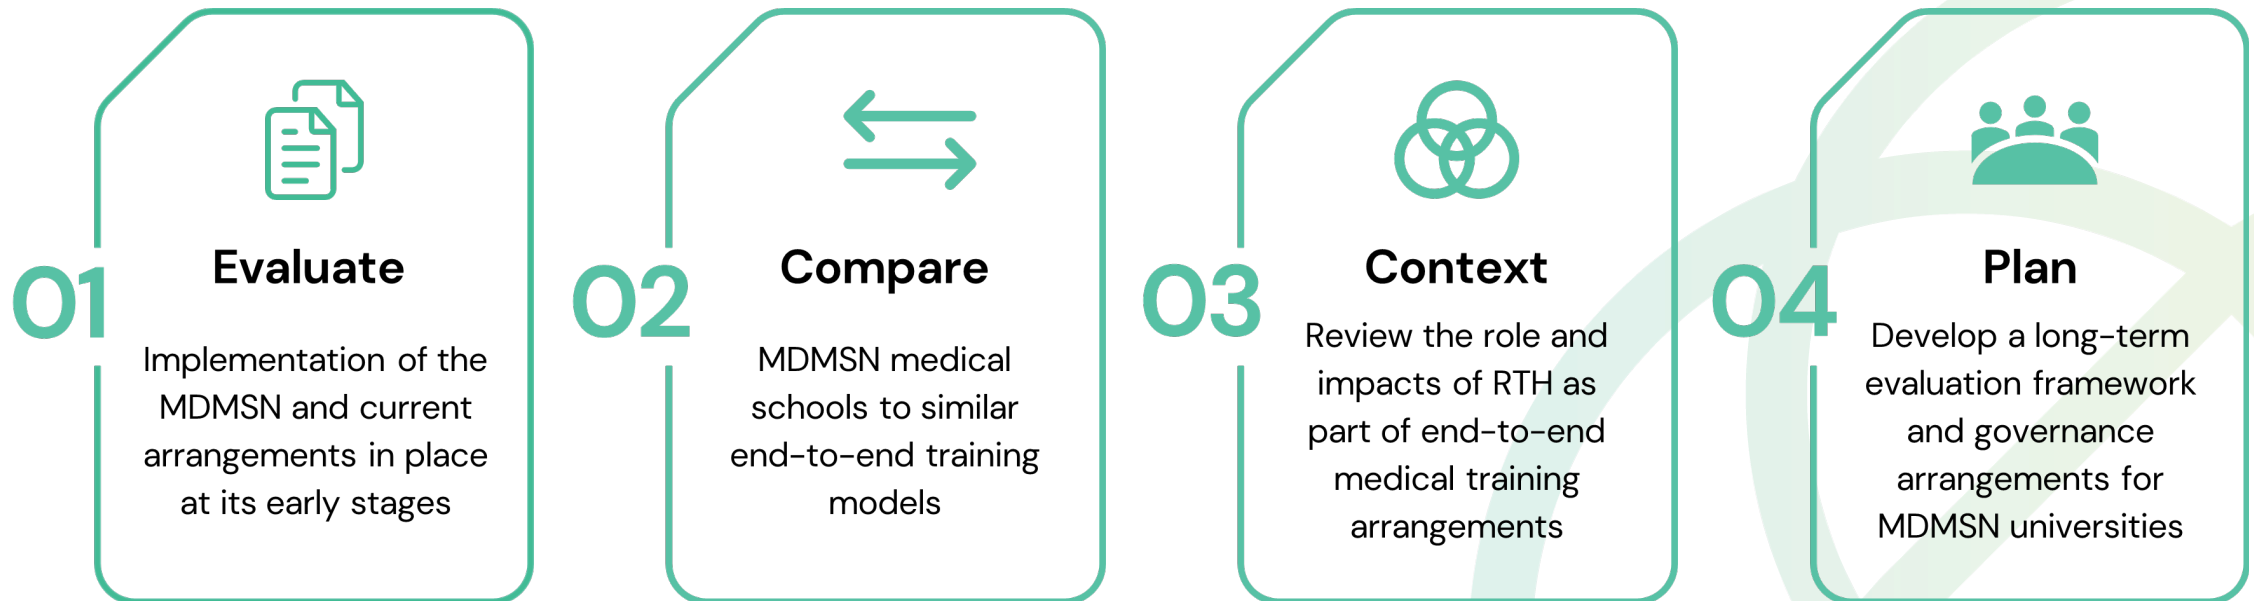 01
Evaluate
Implementation of the
MDMSN and current
arrangements in place
at its early stages
02
Compare
MDMSN medical
schools to similar
end-to-end training
models
03
Context
Review the role and
impacts of RTH as
part of end-to-end
medical training
arrangements
04
Plan
Develop a long-term
evaluation framework
and governance
arrangements for
MDMSN universities